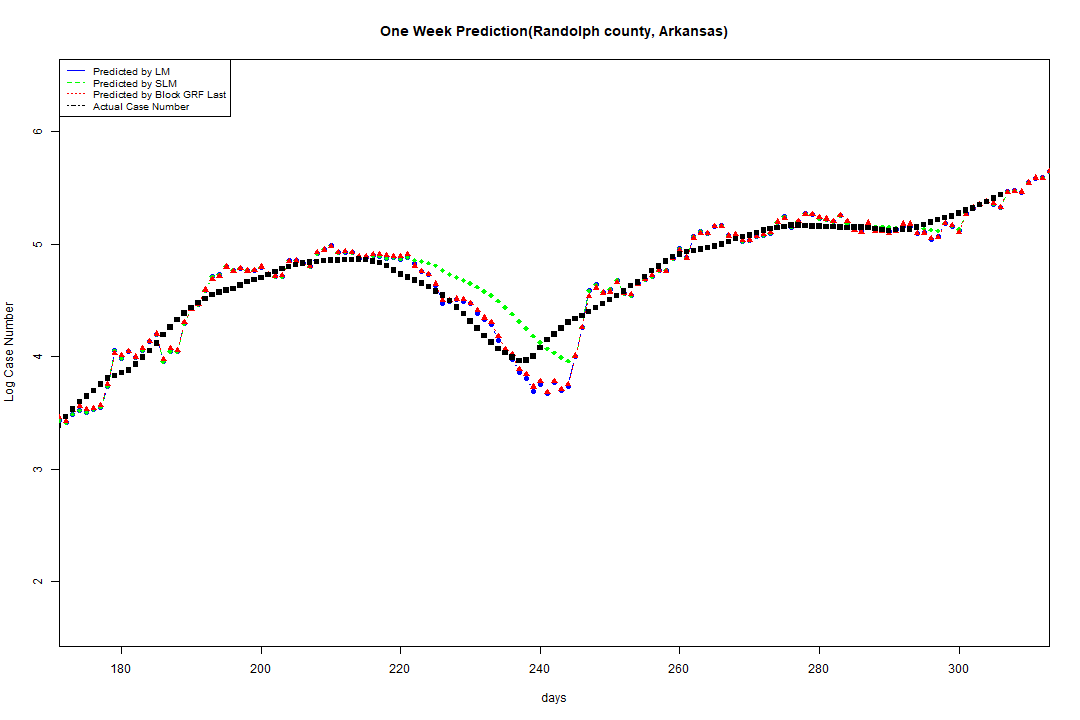 One Week Prediction(Randolph county, Arkansas)
Predicted by LM
Predicted by SLM
Predicted by Block GRF Last
Actual Case Number
6
5
4
3
2
Log Case Number
180 200 220 240 260 280 300
days